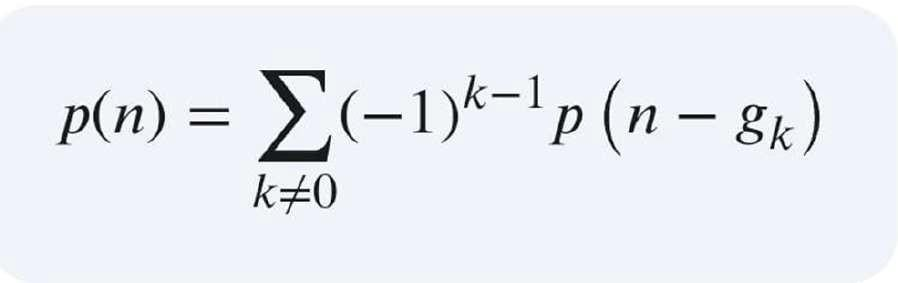 p(n) = ∑(−1)^{k−1} p (n − g_k)
k≠0